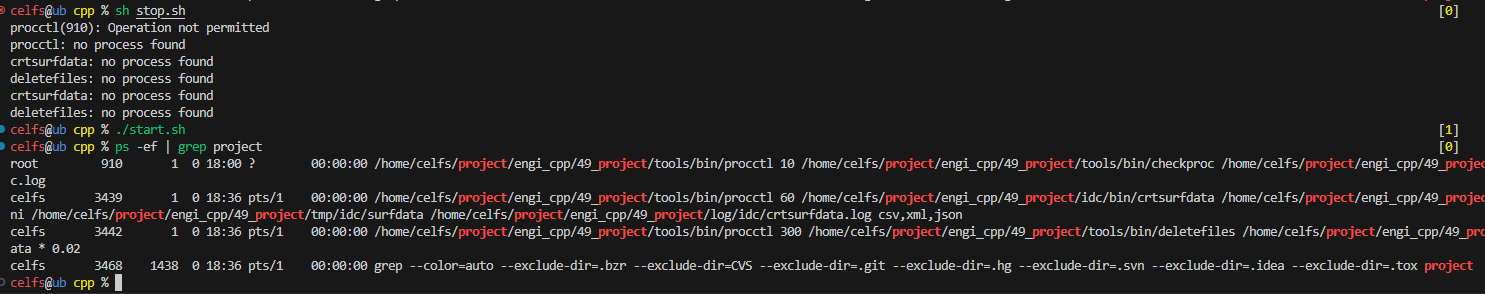 celfs@ub cpp % sh stop.sh [0]
procctl(910): Operation not permitted
procctl: no process found
crtsurfdata: no process found
deletefiles: no process found
crtsurfdata: no process found
deletefiles: no process found
celfs@ub cpp % ./start.sh [1]
celfs@ub cpp % ps -ef | grep project [0]
root 910 1 0 18:00 ? 00:00:00 /home/celfs/project/engi_cpp/49_project/tools/bin/procctl 10 /home/celfs/project/engi_cpp/49_project/tools/bin/checkproc /home/celfs/project/engi_cpp/49_projec
c.log
celfs 3439 1 0 18:36 pts/1 00:00:00 /home/celfs/project/engi_cpp/49_project/tools/bin/procctl 60 /home/celfs/project/engi_cpp/49_project/idc/bin/crtsurfdata /home/celfs/project/engi_cpp/49_projec
ni /home/celfs/project/engi_cpp/49_project/tmp/idc/surfdata /home/celfs/project/engi_cpp/49_project/log/idc/crtsurfdata.log csv,xml,json
celfs 3442 1 0 18:36 pts/1 00:00:00 /home/celfs/project/engi_cpp/49_project/tools/bin/procctl 300 /home/celfs/project/engi_cpp/49_project/tools/bin/deletefiles /home/celfs/project/engi_cpp/49_pro
ata * 0.02
celfs 3468 1438 0 18:36 pts/1 00:00:00 grep --color=auto --exclude-dir=.bzr --exclude-dir=CVS --exclude-dir=.git --exclude-dir=.hg --exclude-dir=.svn --exclude-dir=.idea --exclude-dir=.tox project
celfs@ub cpp %